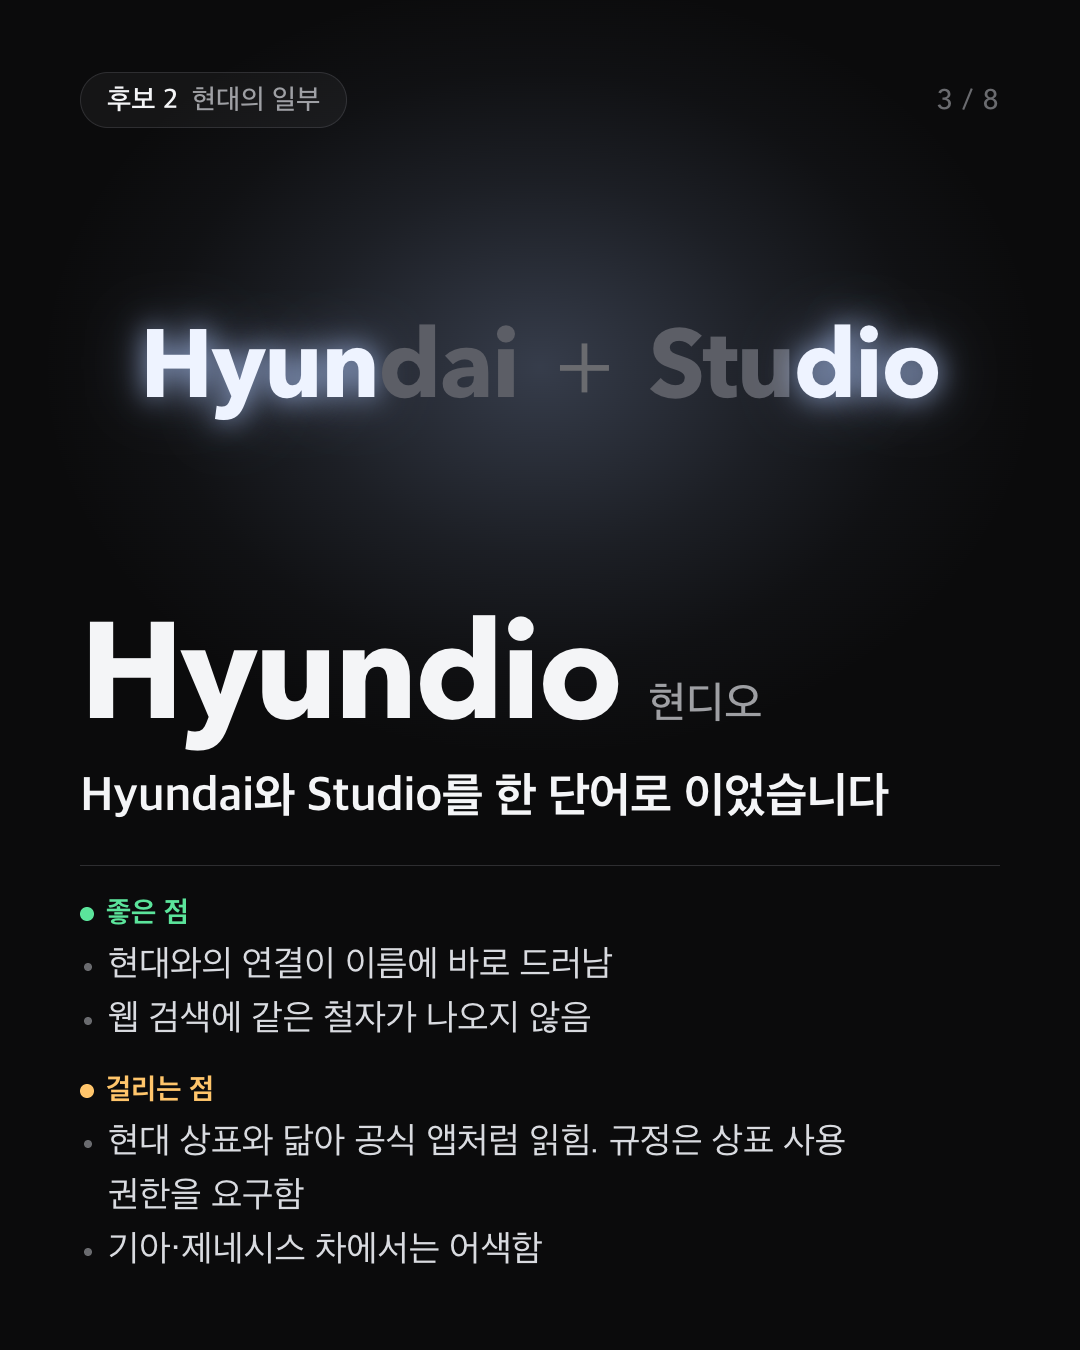 후보 2 현대의 일부
3 / 8
Hyundai + Studio
Hyundio 현디오
Hyundai와 Studio를 한 단어로 이었습니다
좋은 점
현대와의 연결이 이름에 바로 드러남
웹 검색에 같은 철자가 나오지 않음
걸리는 점
현대 상표와 닮아 공식 앱처럼 읽힘. 규정은 상표 사용
권한을 요구함
기아·제네시스 차에서는 어색함